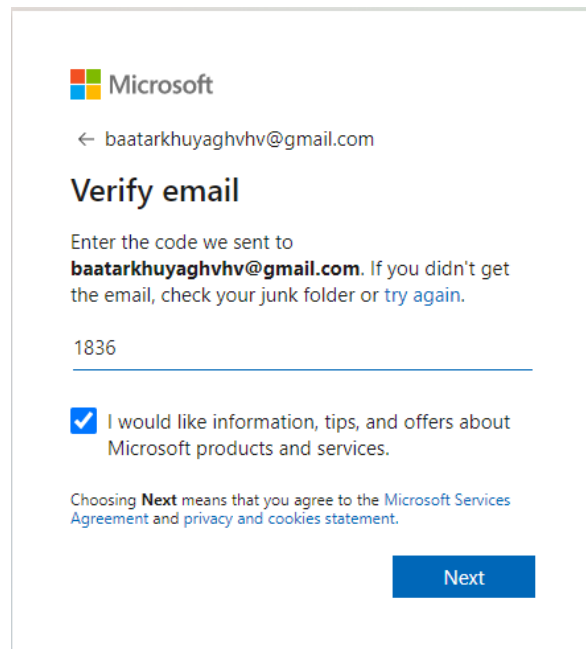 Microsoft
← baatarkhuyaghvhv@gmail.com
Verify email
Enter the code we sent to
baatarkhuyaghvhv@gmail.com. If you didn't get
the email, check your junk folder or try again.
1836
I would like information, tips, and offers about
Microsoft products and services.
Choosing Next means that you agree to the Microsoft Services
Agreement and privacy and cookies statement.
Next